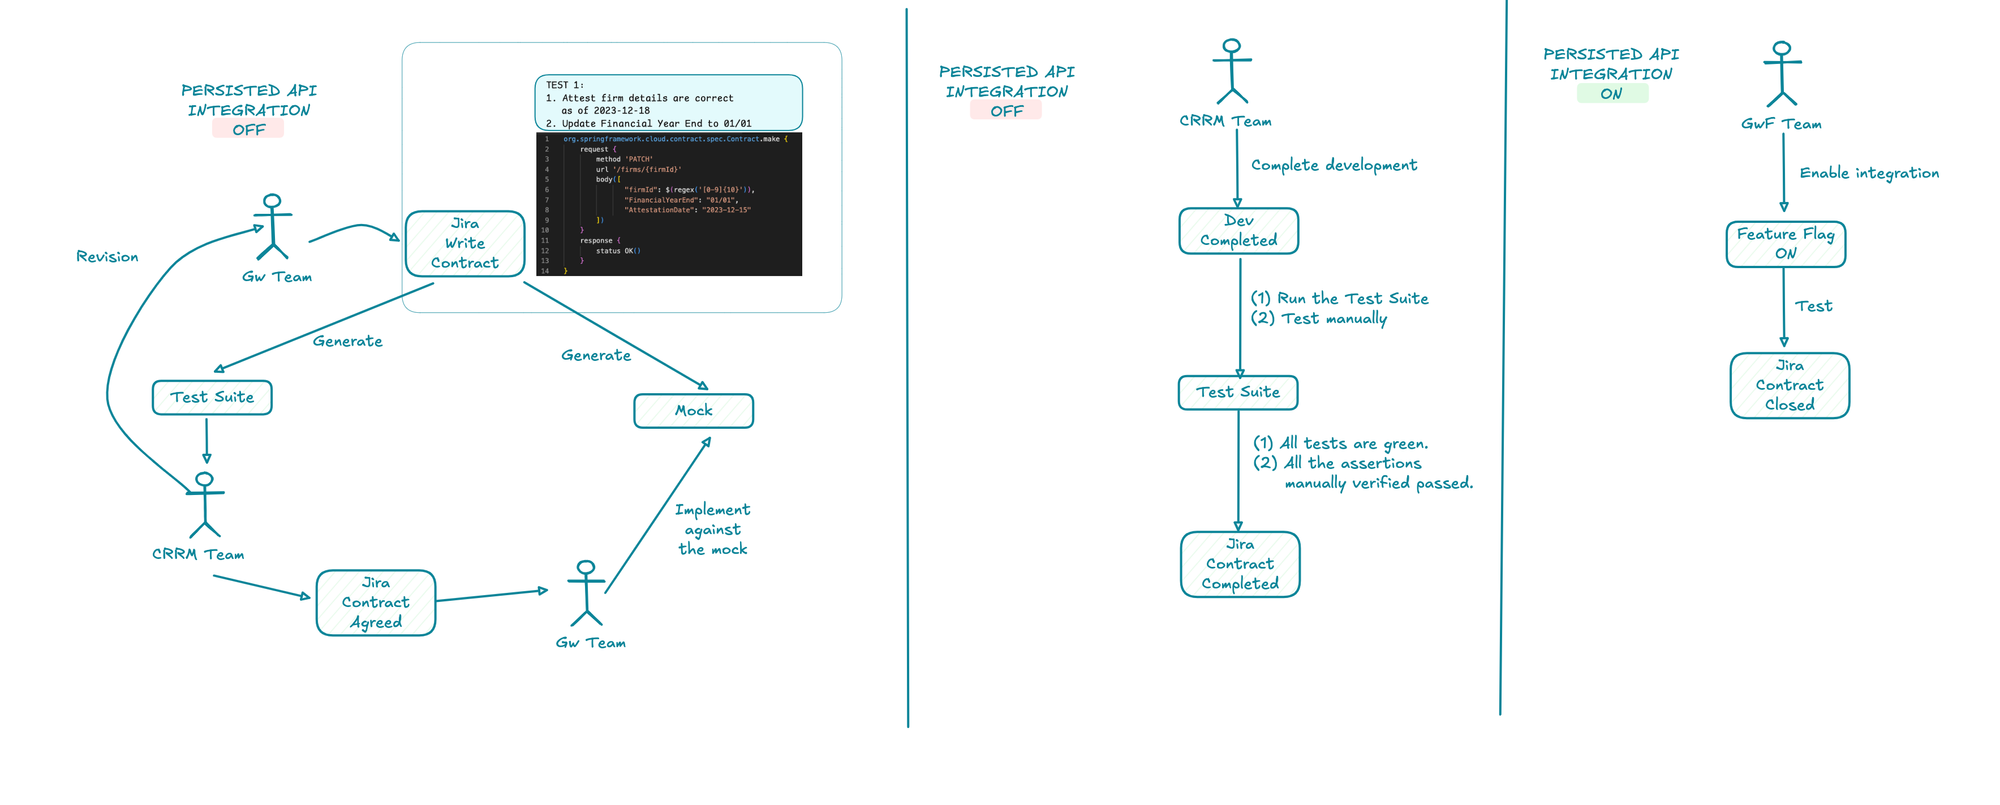 PERSISTED API
INTEGRATION
OFF
TEST 1:
1. Attest firm details are correct
as of 2023-12-18
2. Update Financial Year End to 01/01
1 org.springframework.cloud.contract.spec.Contract.make {
2 request {
3 method 'PATCH'
4 url '/firms/{firmId}'
5 body([
6 "firmId": $(regex('[0-9]{10}')),
7 "FinancialYearEnd": "01/01",
8 "AttestationDate": "2023-12-15"
9 ])
10 }
11 response {
12 status OK()
13 }
14 }
Jira
Write
Contract
Gw Team
Revision
Generate
Generate
Test Suite
Mock
CRRM Team
Jira
Contract
Agreed
Gw Team
Implement
against
the mock
PERSISTED API
INTEGRATION
OFF
CRRM Team
Complete development
Dev
Completed
(1) Run the Test Suite
(2) Test manually
Test Suite
(1) All tests are green.
(2) All the assertions
manually verified passed.
Jira
Contract
Completed
PERSISTED API
INTEGRATION
ON
GwF Team
Enable integration
Feature Flag
ON
Test
Jira
Contract
Closed